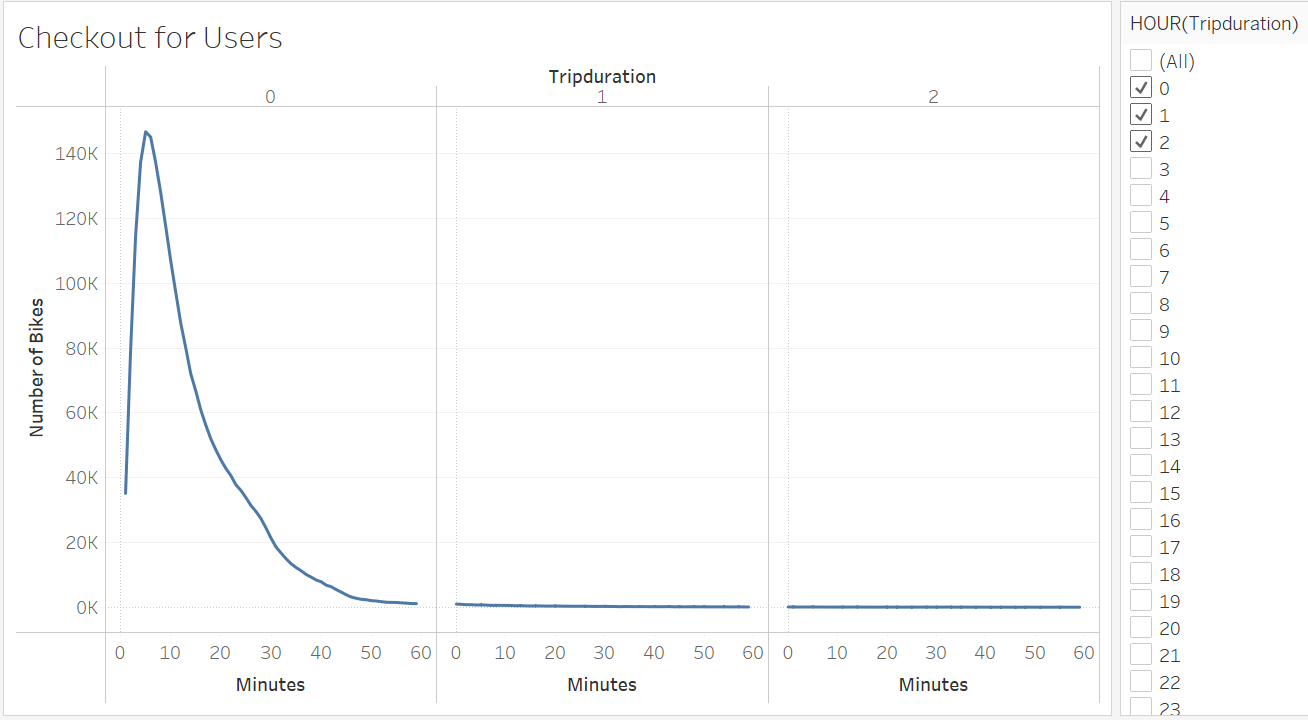 Checkout for Users
Tripduration
0 1 2
Number of Bikes
140K
120K
100K
80K
60K
40K
20K
0K
0 10 20 30 40 50 60 0 10 20 30 40 50 60 0 10 20 30 40 50 60
Minutes Minutes Minutes
HOUR(Tripduration)
(All)
0
1
2
3
4
5
6
7
8
9
10
11
12
13
14
15
16
17
18
19
20
21
22
23